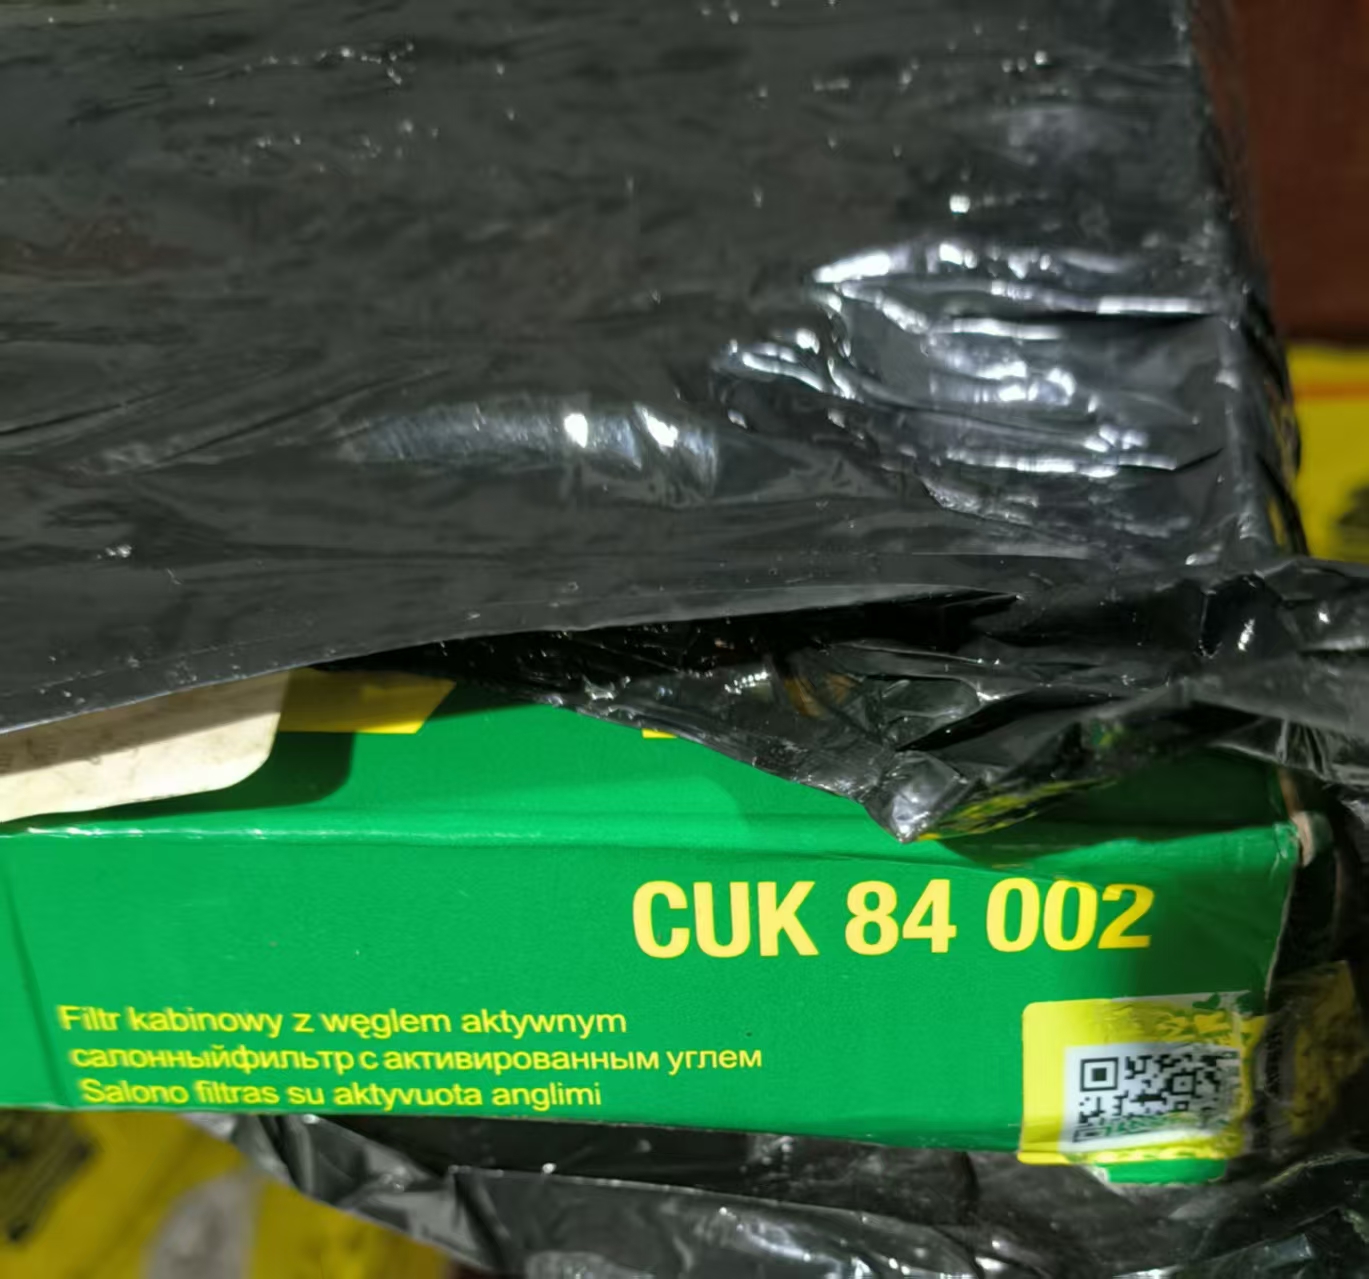 CUK 84 002
Filtr kabinowy z węglem aktywnym
салонныйфильтр с активированным углем
Salono filtras su aktyvuota anglimi